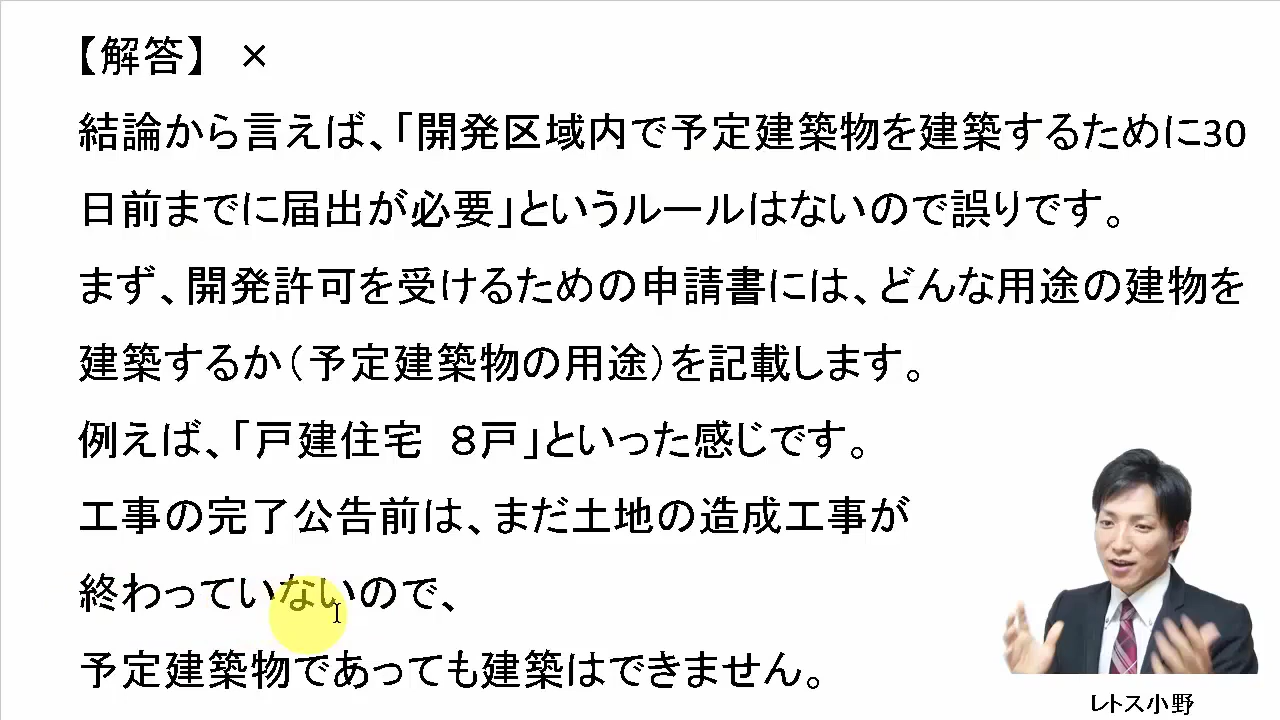 【解答】 ×
結論から言えば、「開発区域内で予定建築物を建築するために30
日前までに届出が必要」というルールはないので誤りです。
まず、開発許可を受けるための申請書には、どんな用途の建物を
建築するか（予定建築物の用途）を記載します。
例えば、「戸建住宅　８戸」といった感じです。
工事の完了公告前は、まだ土地の造成工事が
終わっていないので、
予定建築物であっても建築はできません。
レトス小野